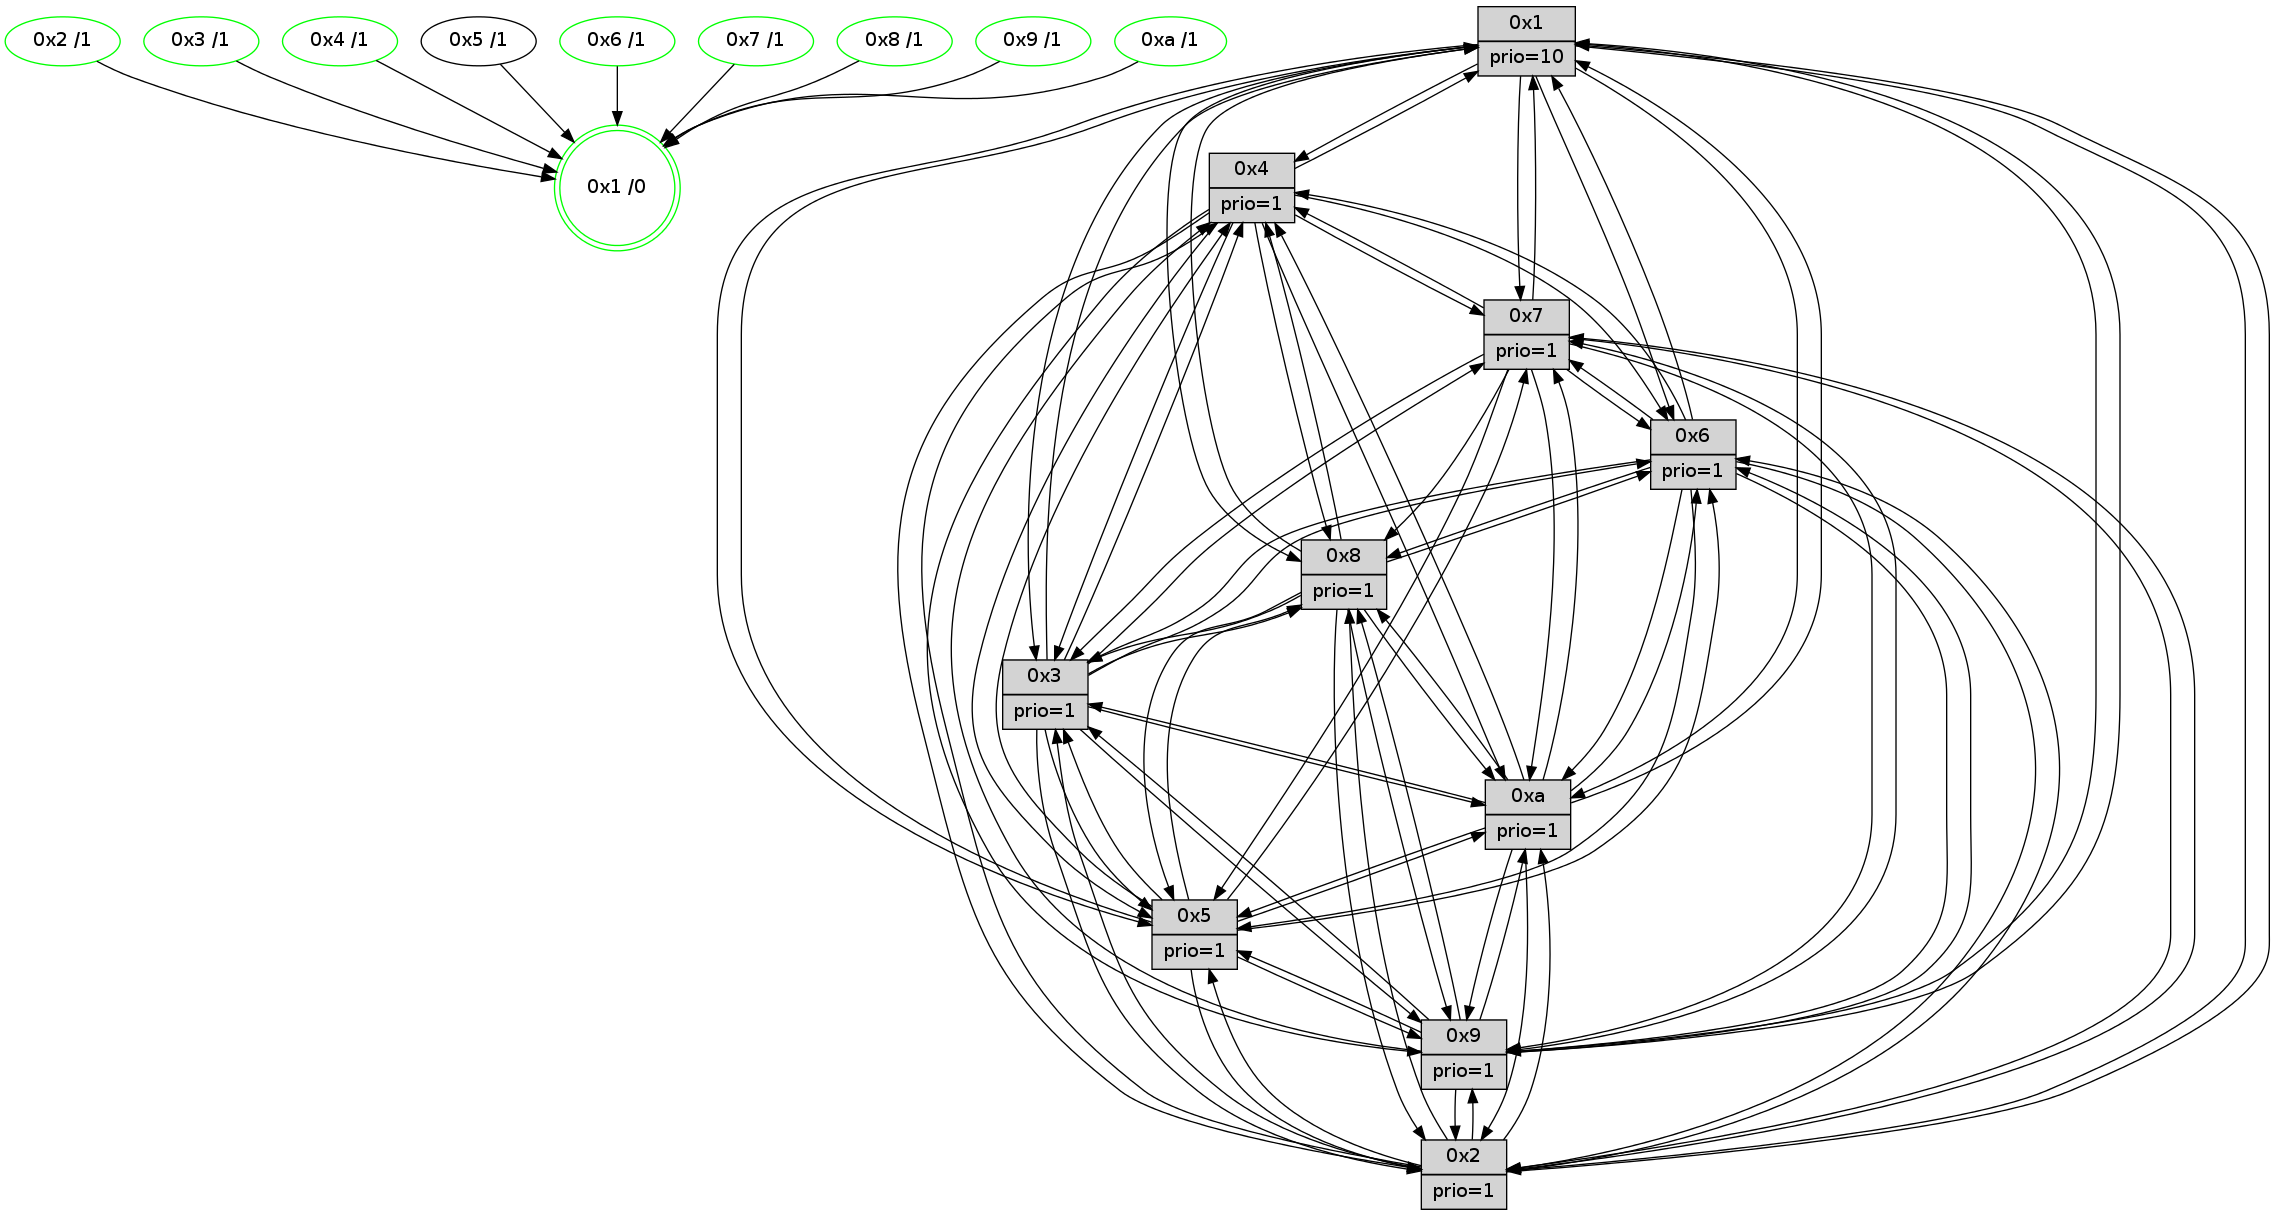 0x2 /1
0x3 /1
0x4 /1
0x5 /1
0x6 /1
0x7 /1
0x8 /1
0x9 /1
0xa /1
0x1 /0
0x1
prio=10
0x4
prio=1
0x7
prio=1
0x6
prio=1
0x8
prio=1
0x3
prio=1
0xa
prio=1
0x5
prio=1
0x9
prio=1
0x2
prio=1